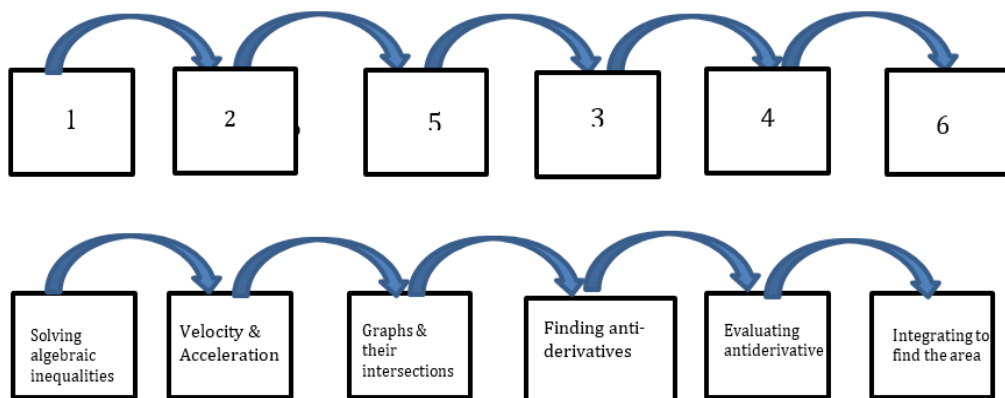 1
2
5
3
4
6
Solving
algebraic
inequalities
Velocity &
Acceleration
Graphs &
their
intersections
Finding anti-
derivatives
Evaluating
antiderivative
Integrating to
find the area